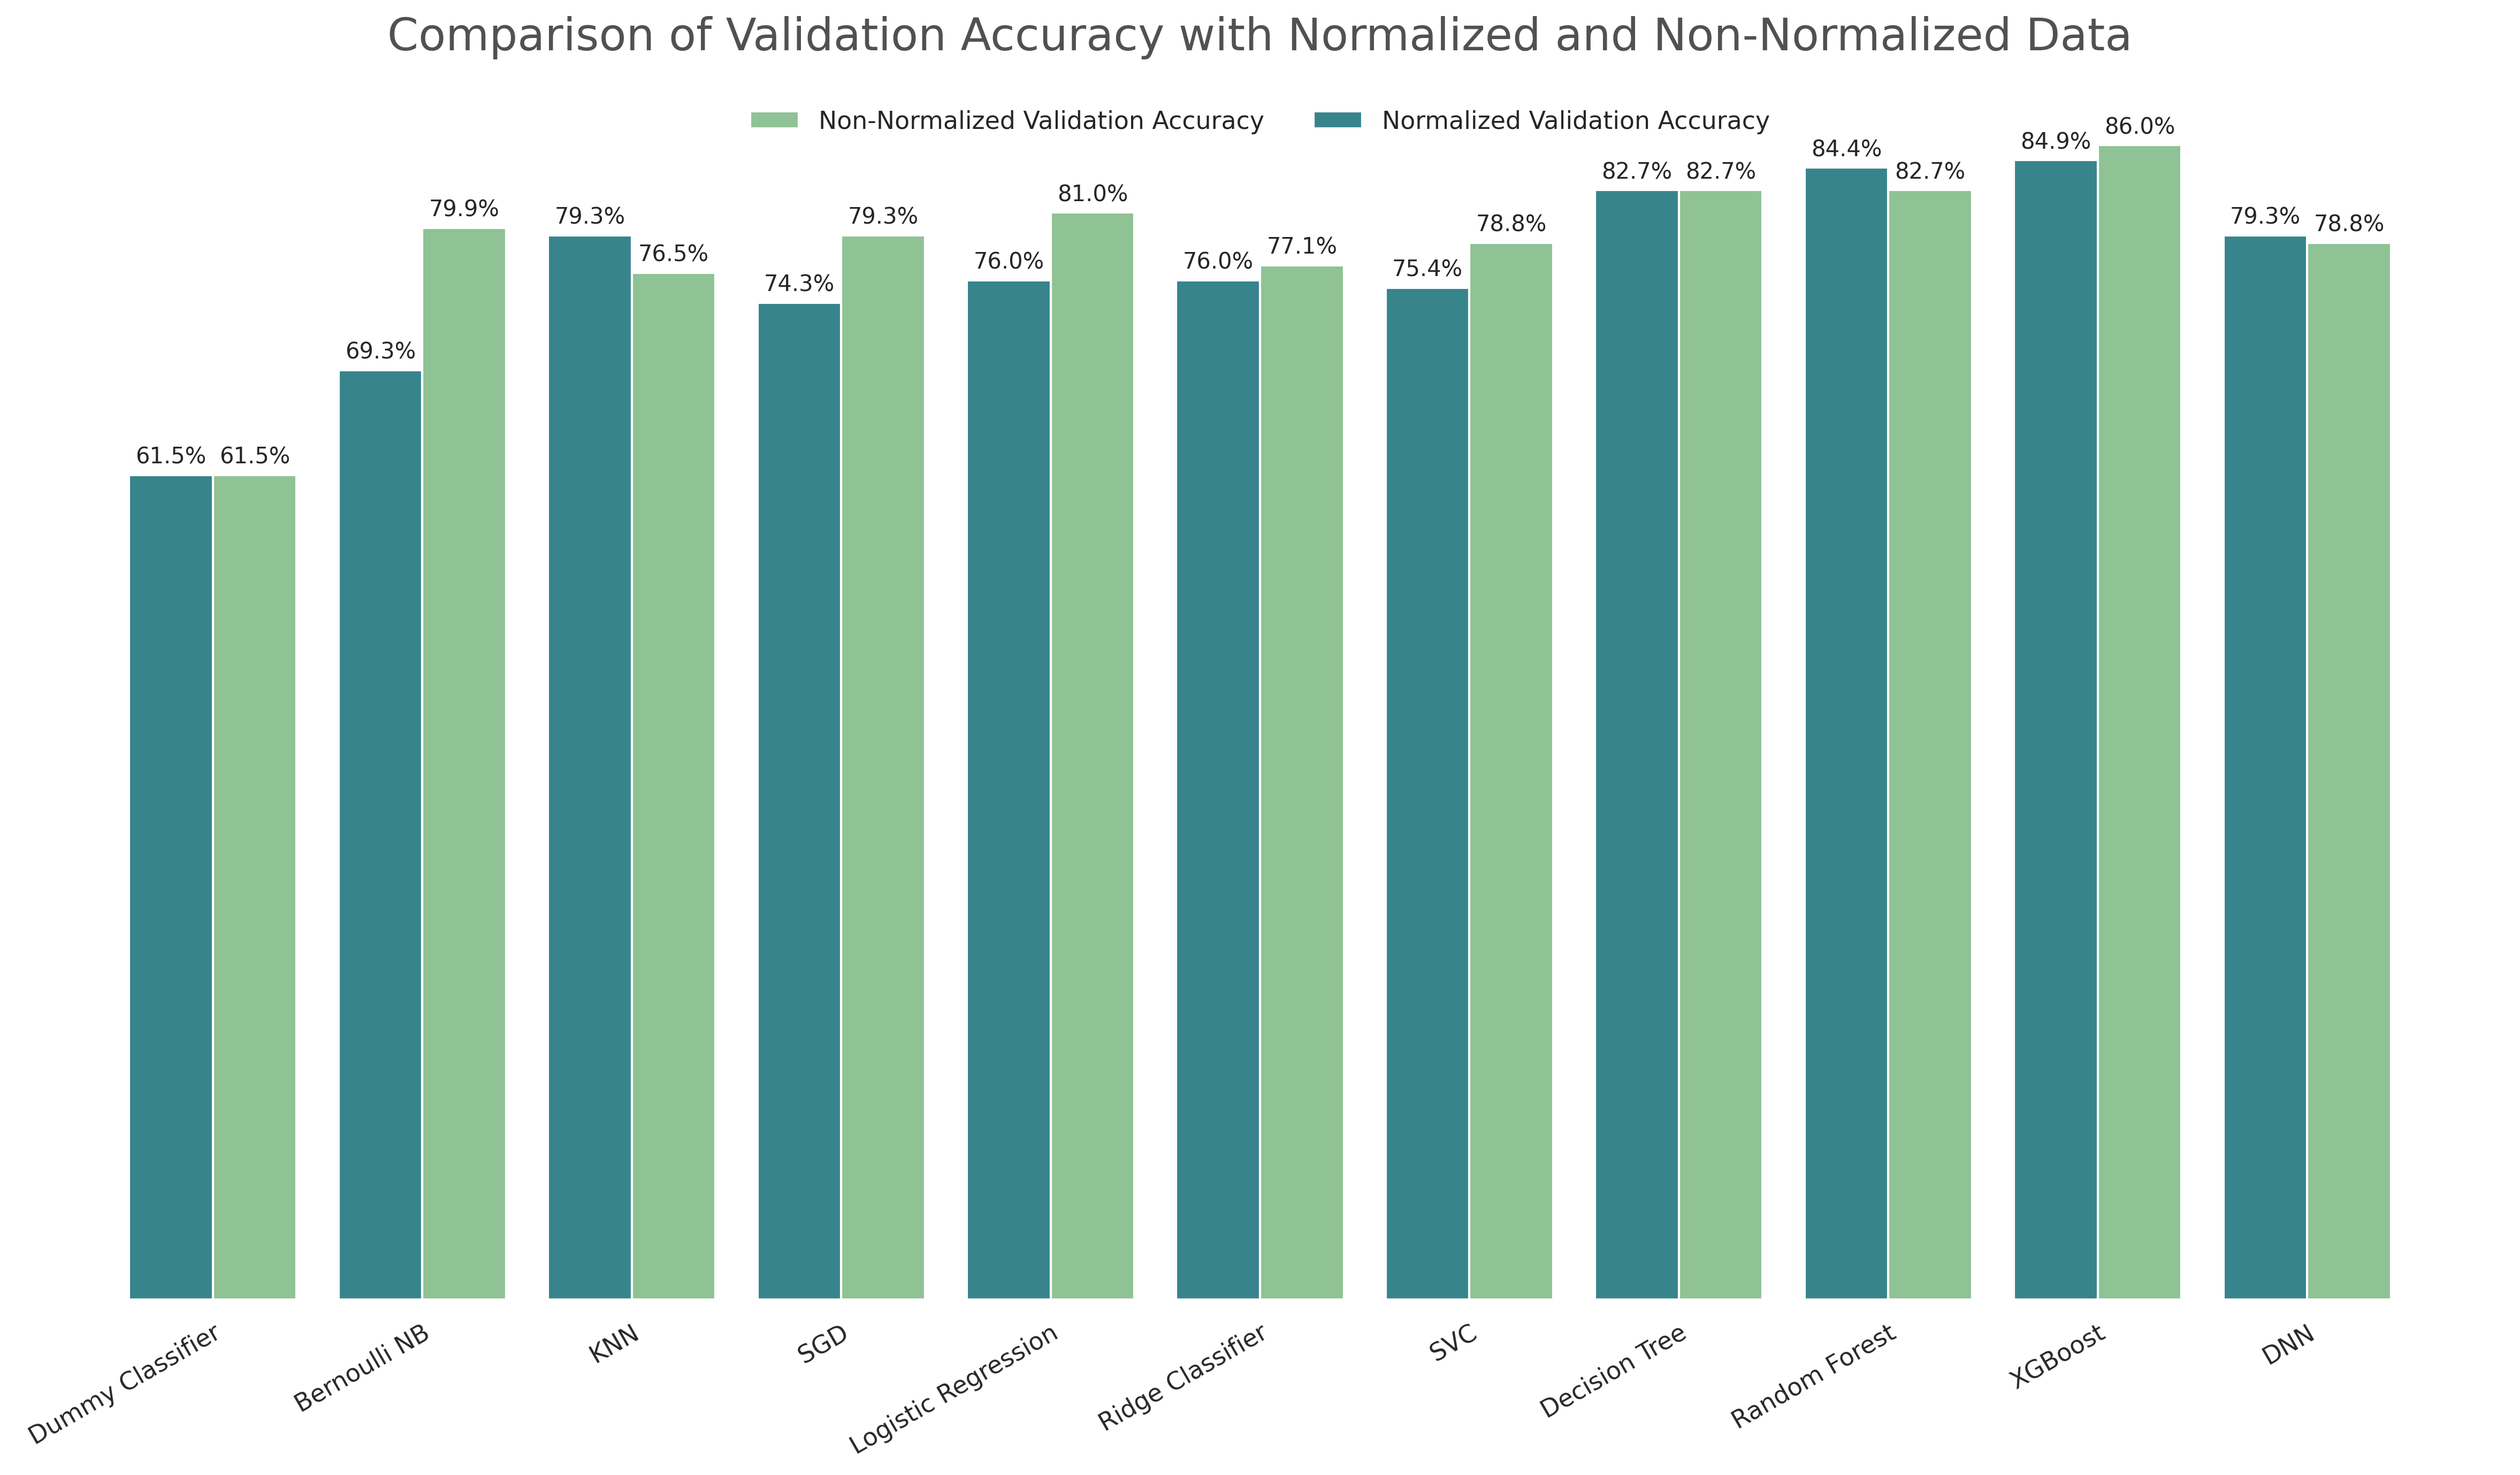 Comparison of Validation Accuracy with Normalized and Non-Normalized Data
Non-Normalized Validation Accuracy Normalized Validation Accuracy
61.5% 61.5%
69.3% 79.9%
79.3% 76.5%
74.3% 79.3%
76.0% 81.0%
76.0% 77.1%
75.4% 78.8%
82.7% 82.7%
84.4% 82.7%
84.9% 86.0%
79.3% 78.8%
Dummy Classifier
Bernoulli NB
KNN
SGD
Logistic Regression
Ridge Classifier
SVC
Decision Tree
Random Forest
XGBoost
DNN